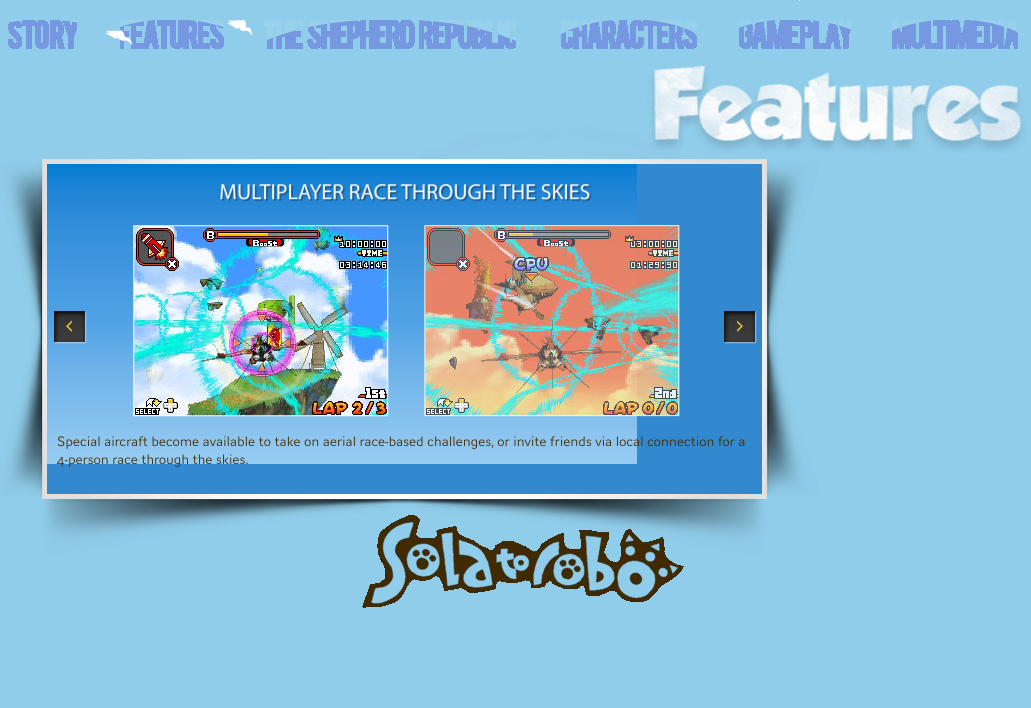 STORY FEATURES THE SHEPHERD REPUBLIC CHARACTERS GAMEPLAY MULTIMEDIA
Features
MULTIPLAYER RACE THROUGH THE SKIES
B
Boost
10:00:00
TIME
03:14:46
1st
SELECT
LAP 2/3
B
Boost
03:00:00
TIME
01:29:90
CPU
2nd
SELECT
LAP 0/0
Special aircraft become available to take on aerial race-based challenges, or invite friends via local connection for a
4-person race through the skies.
Solatorobo